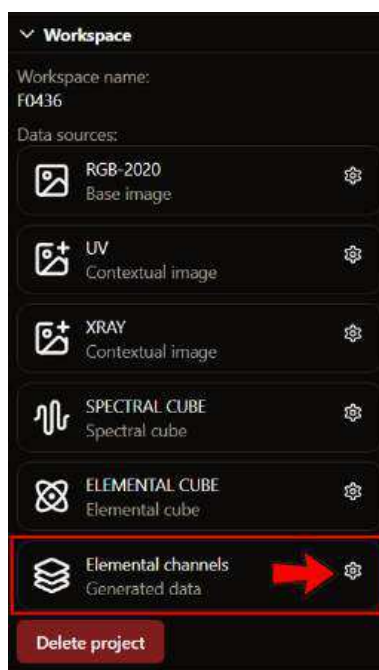 Workspace
Workspace name:
F0436
Data sources:
RGB-2020
Base image
UV
Contextual image
XRAY
Contextual image
SPECTRAL CUBE
Spectral cube
ELEMENTAL CUBE
Elemental cube
Elemental channels
Generated data
Delete project